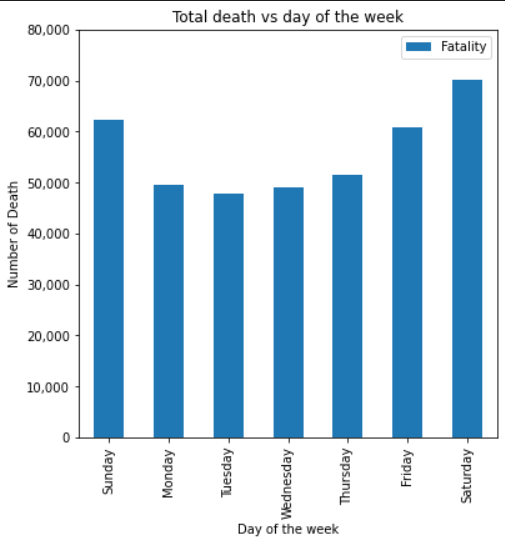 Total death vs day of the week
Fatality
Number of Death
80,000
70,000
60,000
50,000
40,000
30,000
20,000
10,000
0
Sunday
Monday
Tuesday
Wednesday
Thursday
Friday
Saturday
Day of the week